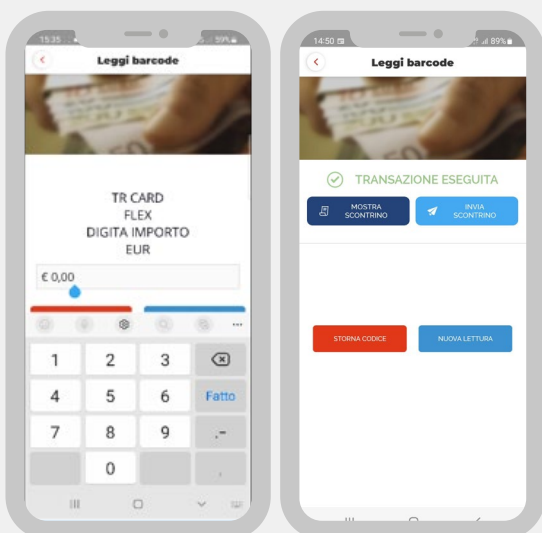 15:35
59%
Leggi barcode
TR CARD
FLEX
DIGITA IMPORTO
EUR
€ 0,00
1 2 3
4 5 6 Fatto
7 8 9 .-
0 ,
14:50
89%
Leggi barcode
TRANSAZIONE ESEGUITA
MOSTRA
SCONTRINO
INVIA
SCONTRINO
STORNA CODICE
NUOVA LETTURA